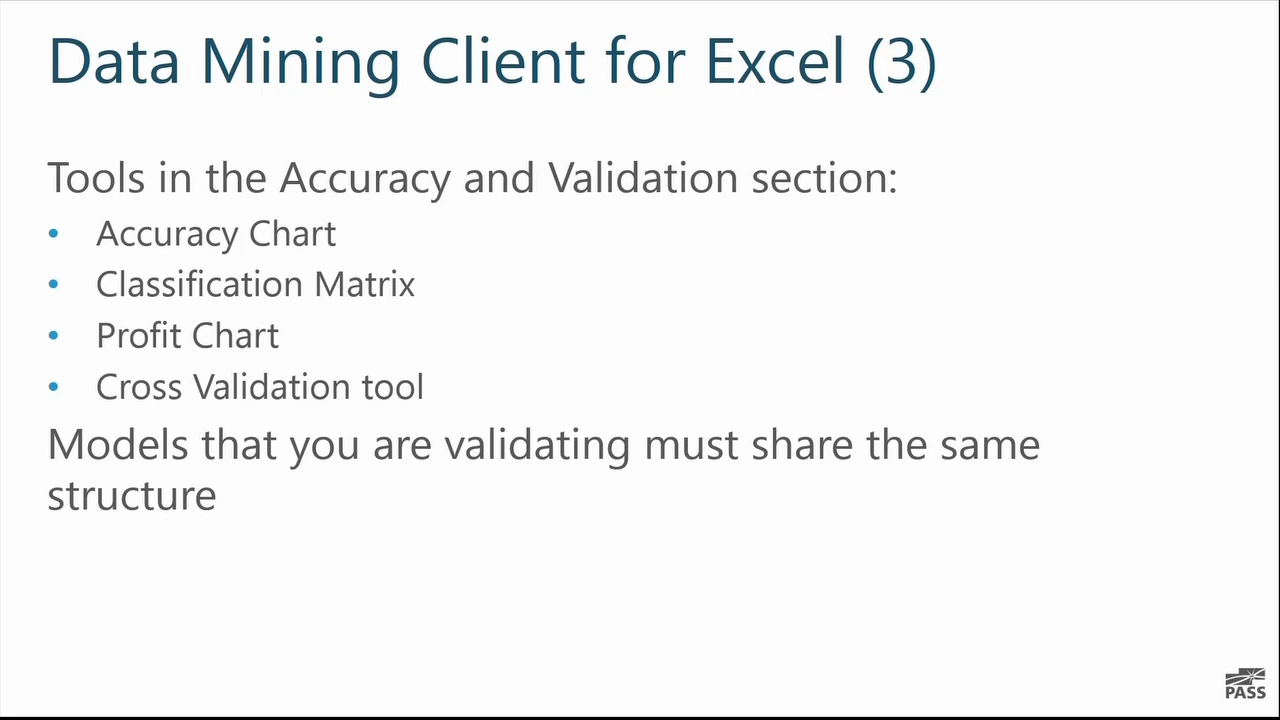 Data Mining Client for Excel (3)
Tools in the Accuracy and Validation section:
• Accuracy Chart
• Classification Matrix
• Profit Chart
• Cross Validation tool
Models that you are validating must share the same
structure
PASS